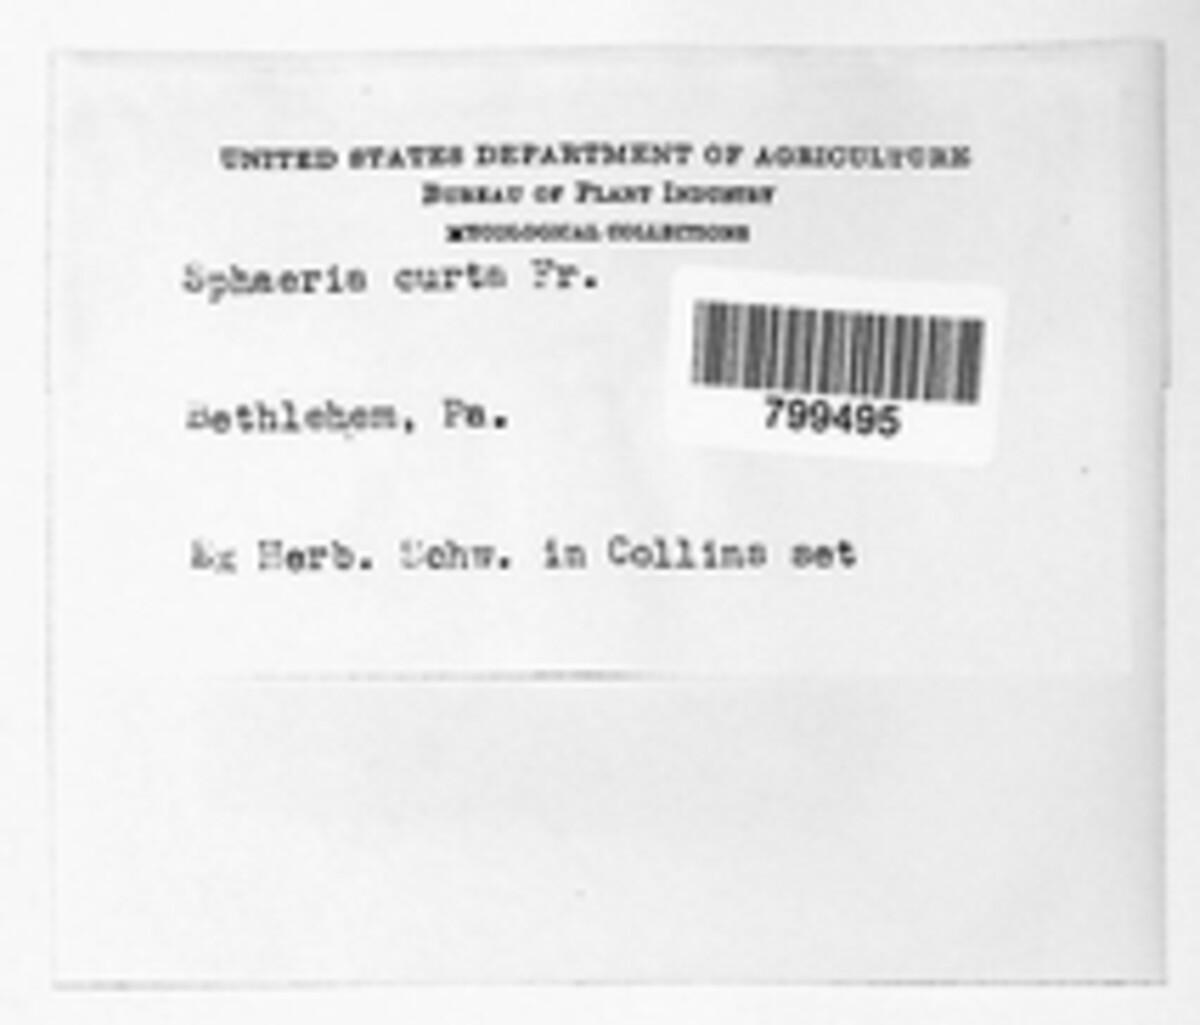 UNITED STATES DEPARTMENT OF AGRICULTURE
BUREAU OF PLANT INDUSTRY
MYCOLOGICAL COLLECTIONS
Sphaeria curta Fr.
799495
Bethlehem, Pa.
Ex Herb. Schw. in Collins set